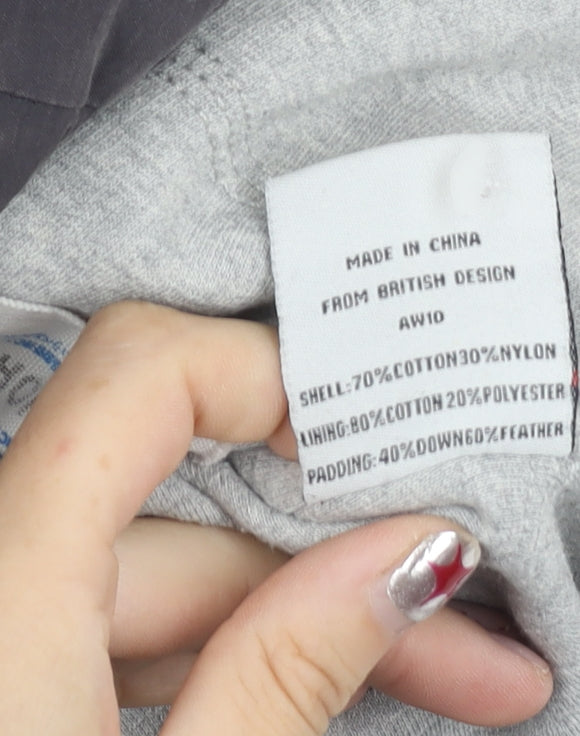 MADE IN CHINA
FROM BRITISH DESIGN
AW10
SHELL:70%COTTON30%NYLON
LINING:80%COTTON 20%POLYESTER
PADDING:40%DOWN60%FEATHER